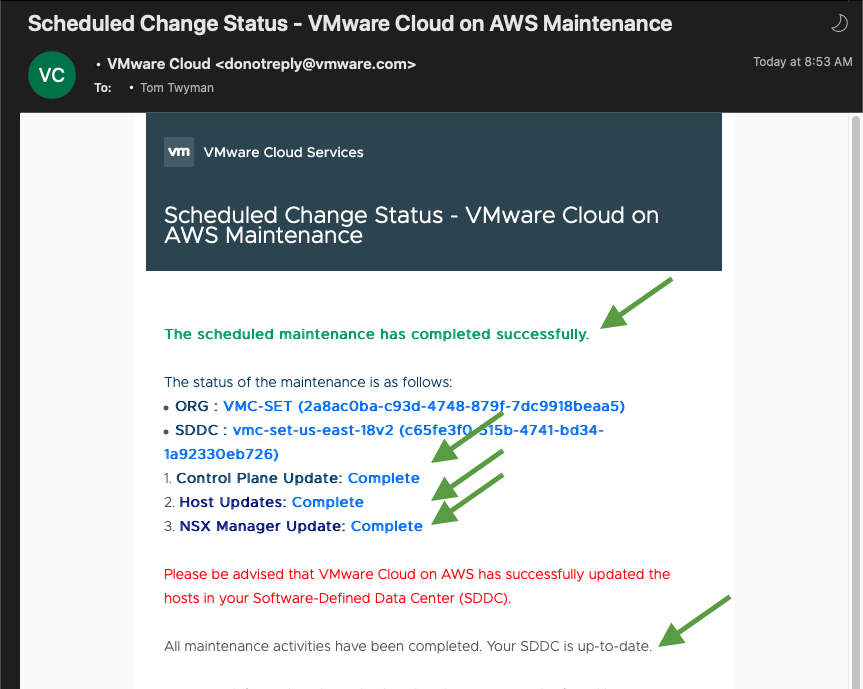 Scheduled Change Status - VMware Cloud on AWS Maintenance
VC
• VMware Cloud <donotreply@vmware.com>
Today at 8:53 AM
To: • Tom Twyman
vm VMware Cloud Services
Scheduled Change Status - VMware Cloud on
AWS Maintenance
The scheduled maintenance has completed successfully.
The status of the maintenance is as follows:
• ORG : VMC-SET (2a8ac0ba-c93d-4748-879f-7dc9918beaa5)
• SDDC : vmc-set-us-east-18v2 (c65fe3f0-515b-4741-bd34-
1a92330eb726)
1. Control Plane Update: Complete
2. Host Updates: Complete
3. NSX Manager Update: Complete
Please be advised that VMware Cloud on AWS has successfully updated the
hosts in your Software-Defined Data Center (SDDC).
All maintenance activities have been completed. Your SDDC is up-to-date.